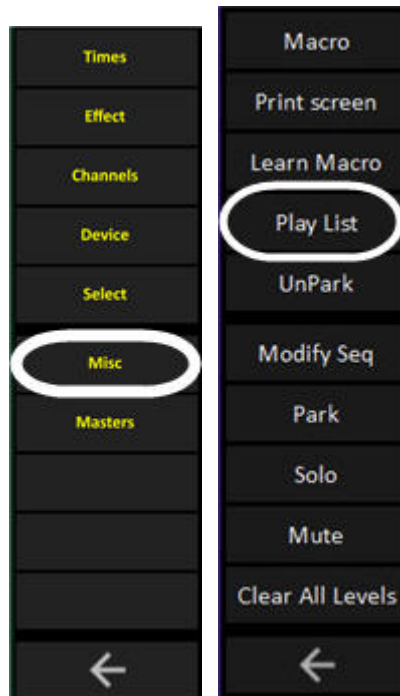 Times
Effect
Channels
Device
Select
Misc
Masters
Macro
Print screen
Learn Macro
Play List
UnPark
Modify Seq
Park
Solo
Mute
Clear All Levels